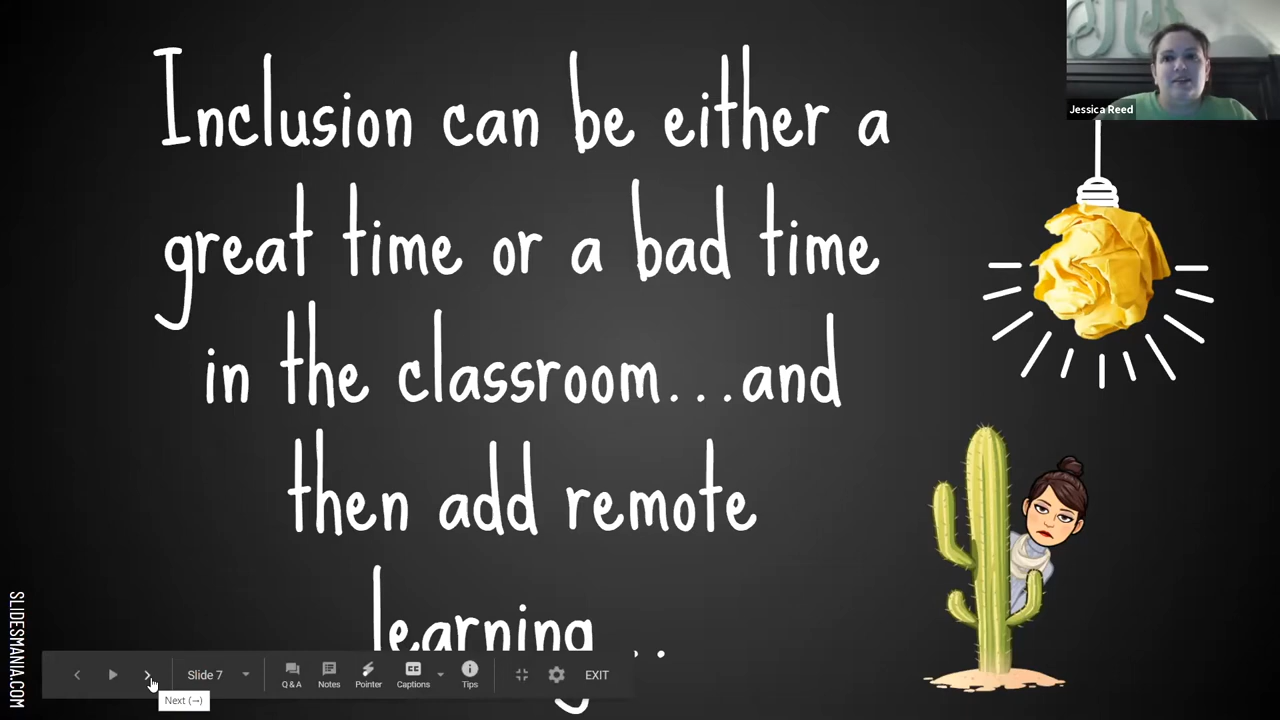 Inclusion can be either a
great time or a bad time
in the classroom...and
then add remote
learning...
Jessica Reed
SLIDESMANIA.COM
Slide 7
Q&A
Notes
Pointer
CC
Captions
Tips
EXIT
Next (→)